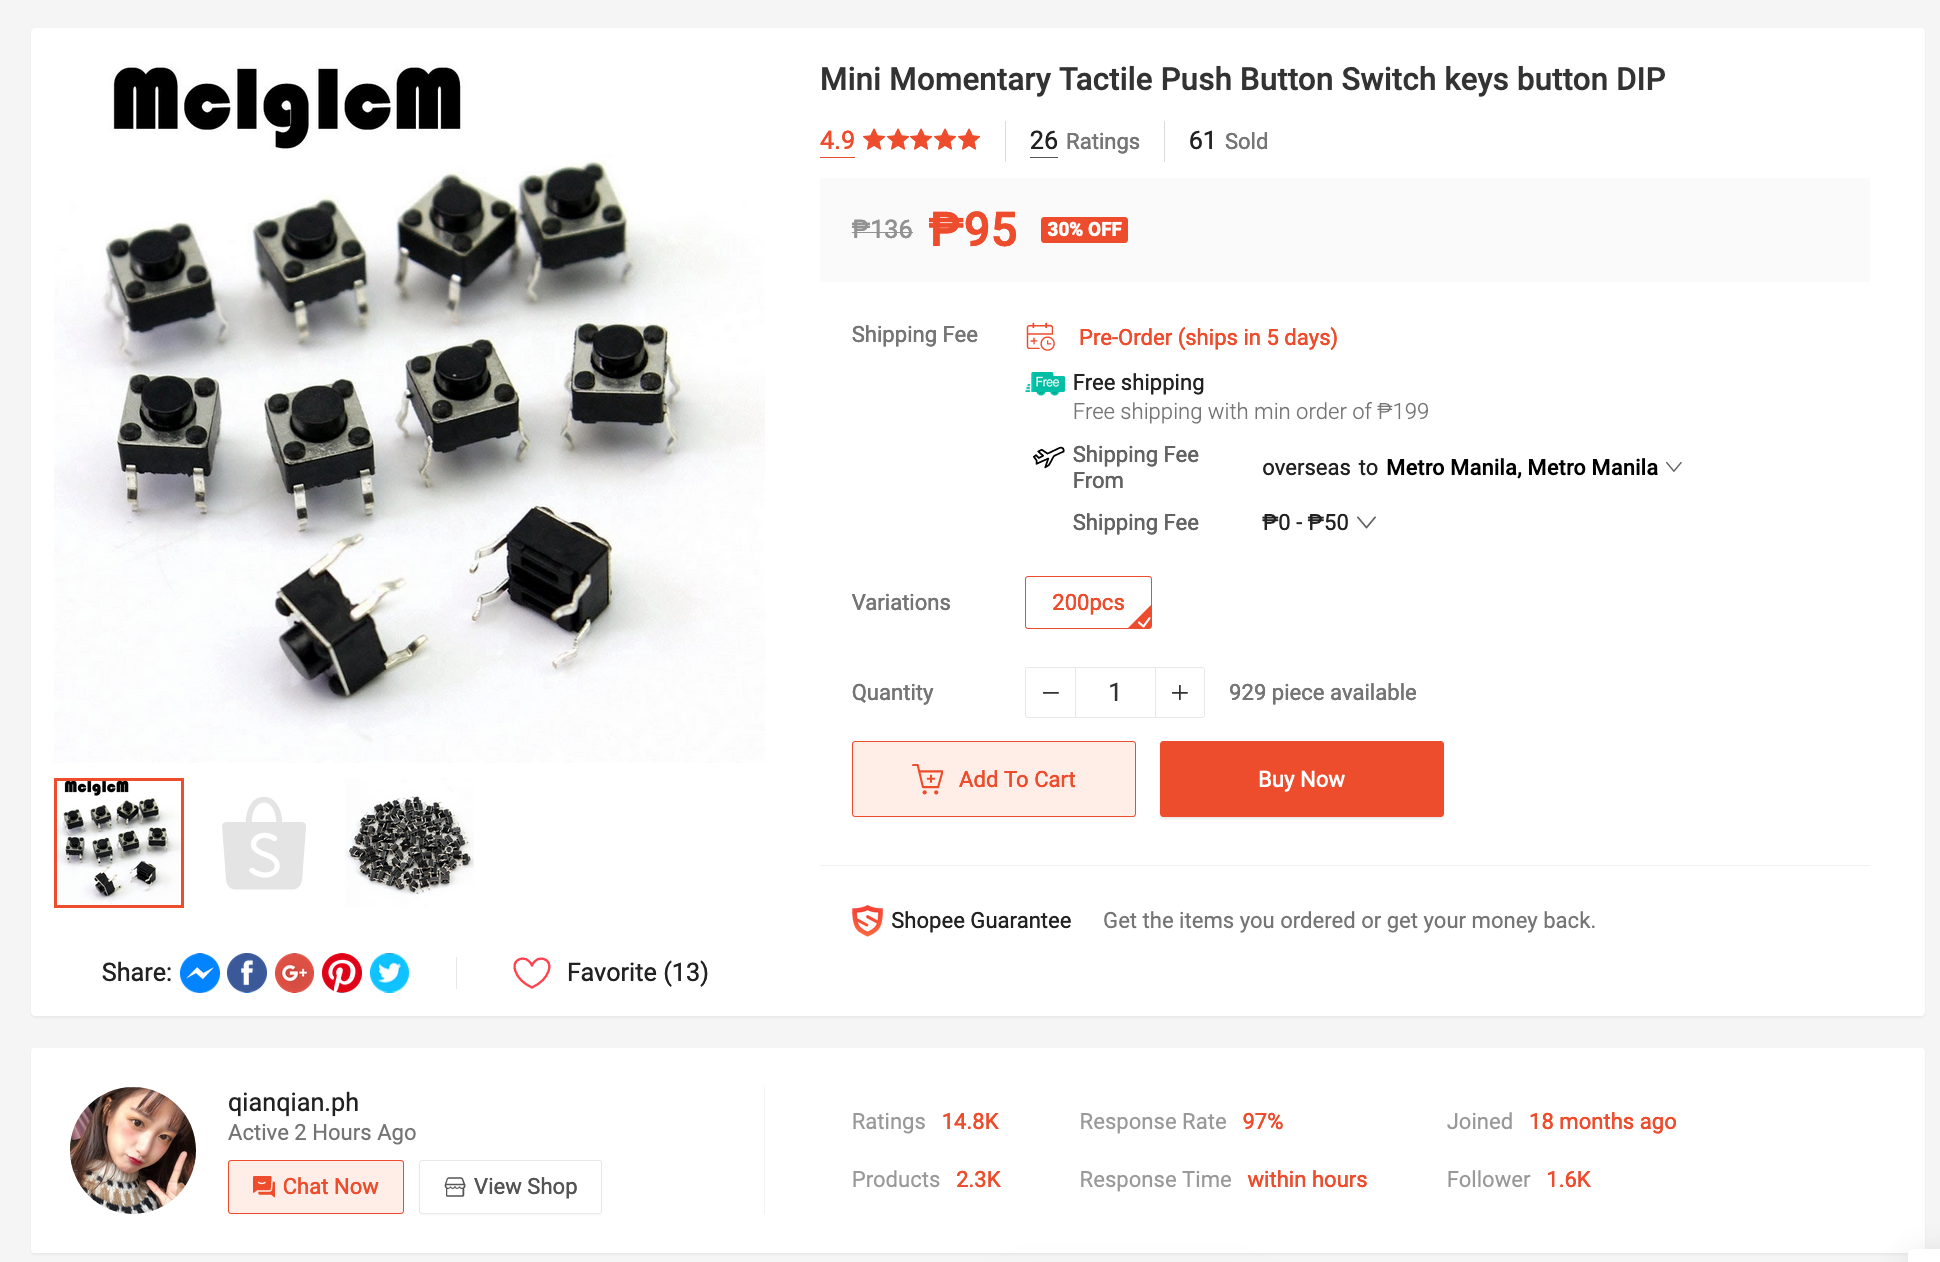 McIgIcM
Mini Momentary Tactile Push Button Switch keys button DIP
4.9
26 Ratings
61 Sold
₱136 ₱95 30% OFF
Shipping Fee
Pre-Order (ships in 5 days)
Free
Free shipping
Free shipping with min order of ₱199
Shipping Fee From
overseas to Metro Manila, Metro Manila
Shipping Fee
₱0 - ₱50
Variations
200pcs
Quantity
1
929 piece available
Add To Cart
Buy Now
McIgIcM
S
Shopee Guarantee
Get the items you ordered or get your money back.
Share:
f
G+
Favorite (13)
qianqian.ph
Active 2 Hours Ago
Chat Now
View Shop
Ratings 14.8K
Response Rate 97%
Joined 18 months ago
Products 2.3K
Response Time within hours
Follower 1.6K